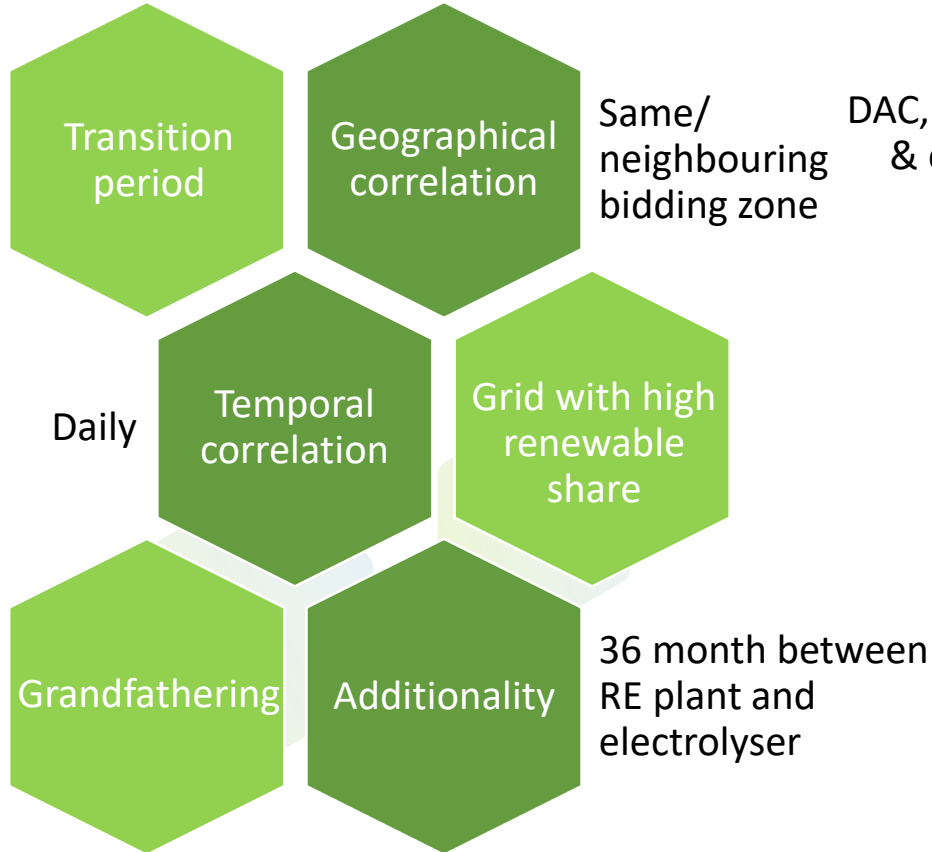 Transition
period
Geographical
correlation
Same/
neighbouring
bidding zone
DAC,
&
Daily
Temporal
correlation
Grid with high
renewable
share
Grandfathering
Additionality
36 month between
RE plant and
electrolyser